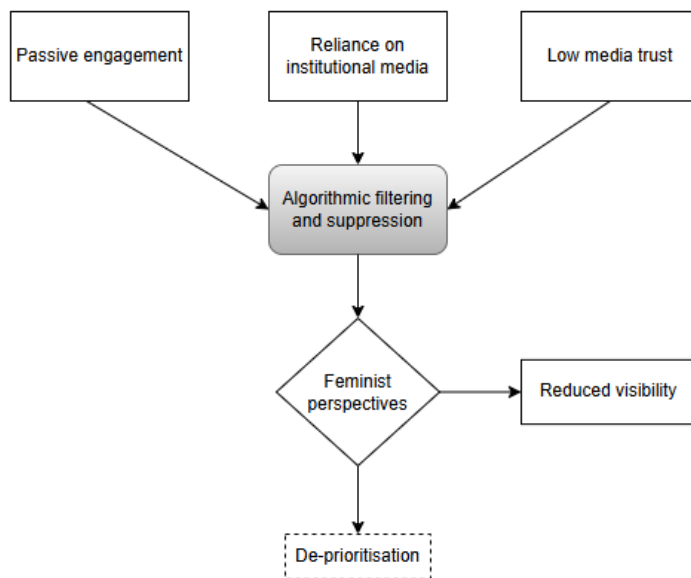 Passive engagement
Reliance on
institutional media
Low media trust
Algorithmic filtering
and suppression
Feminist
perspectives
Reduced visibility
De-prioritisation